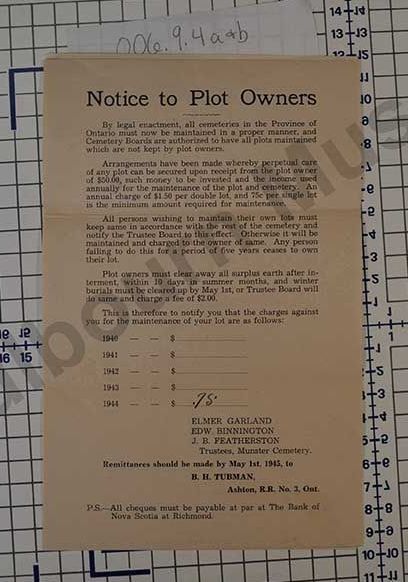 006.9.4a+b
Notice to Plot Owners
By legal enactment, all cemeteries in the Province of
Ontario must now be maintained in a proper manner, and
Cemetery Boards are authorized to have all plots maintained
which are not kept by plot owners.
Arrangements have been made whereby perpetual care
of any plot can be secured upon receipt from the plot owner
of $50.00, such money to be invested and the income used
annually for the maintenance of the plot and cemetery. An
annual charge of $1.50 per double lot, and 75c per single lot
is the minimum amount required for maintenance.
All persons wishing to maintain their own lots must
keep same in accordance with the rest of the cemetery and
notify the Trustee Board to this effect. Otherwise it will be
maintained and charged to the owner of same. Any person
failing to do this for a period of five years ceases to own
their lot.
Plot owners must clear away all surplus earth after in-
terment, within 10 days in summer months, and winter
burials must be cleared up by May 1st, or Trustee Board will
do same and charge a fee of $2.00.
This is therefore to notify you that the charges against
you for the maintenance of your lot are as follows:
1940 — — $
1941 — — $
1942 — — $
1943 — — $
1944 — — $ .75
ELMER GARLAND
EDW. BINNINGTON
J. B. FEATHERSTON
Trustees, Munster Cemetery.
Remittances should be made by May 1st, 1945, to
B. H. TUBMAN,
Ashton, R.R. No. 3, Ont.
P.S.—All cheques must be payable at par at The Bank of
Nova Scotia at Richmond.